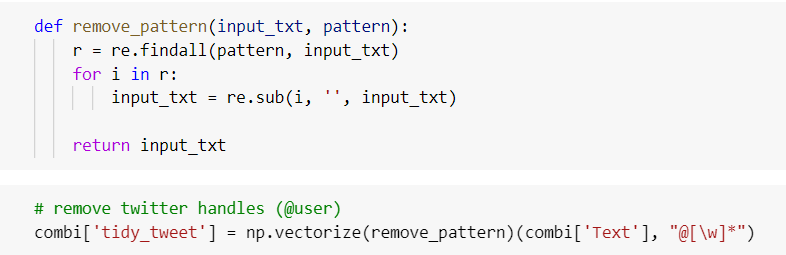 def remove_pattern(input_txt, pattern):
    r = re.findall(pattern, input_txt)
    for i in r:
        input_txt = re.sub(i, '', input_txt)

    return input_txt

# remove twitter handles (@user)
combi['tidy_tweet'] = np.vectorize(remove_pattern)(combi['Text'], "@[\w]*")